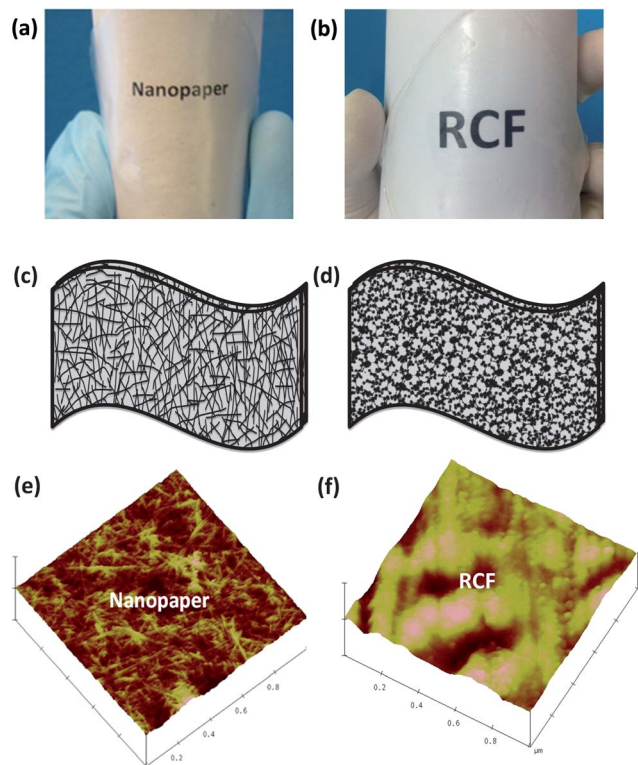 (a)
Nanopaper
(b)
RCF
(c)
(d)
(e)
Nanopaper
0.2
0.4
0.6
0.8
(f)
RCF
0.2
0.4
0.6
0.8
µm